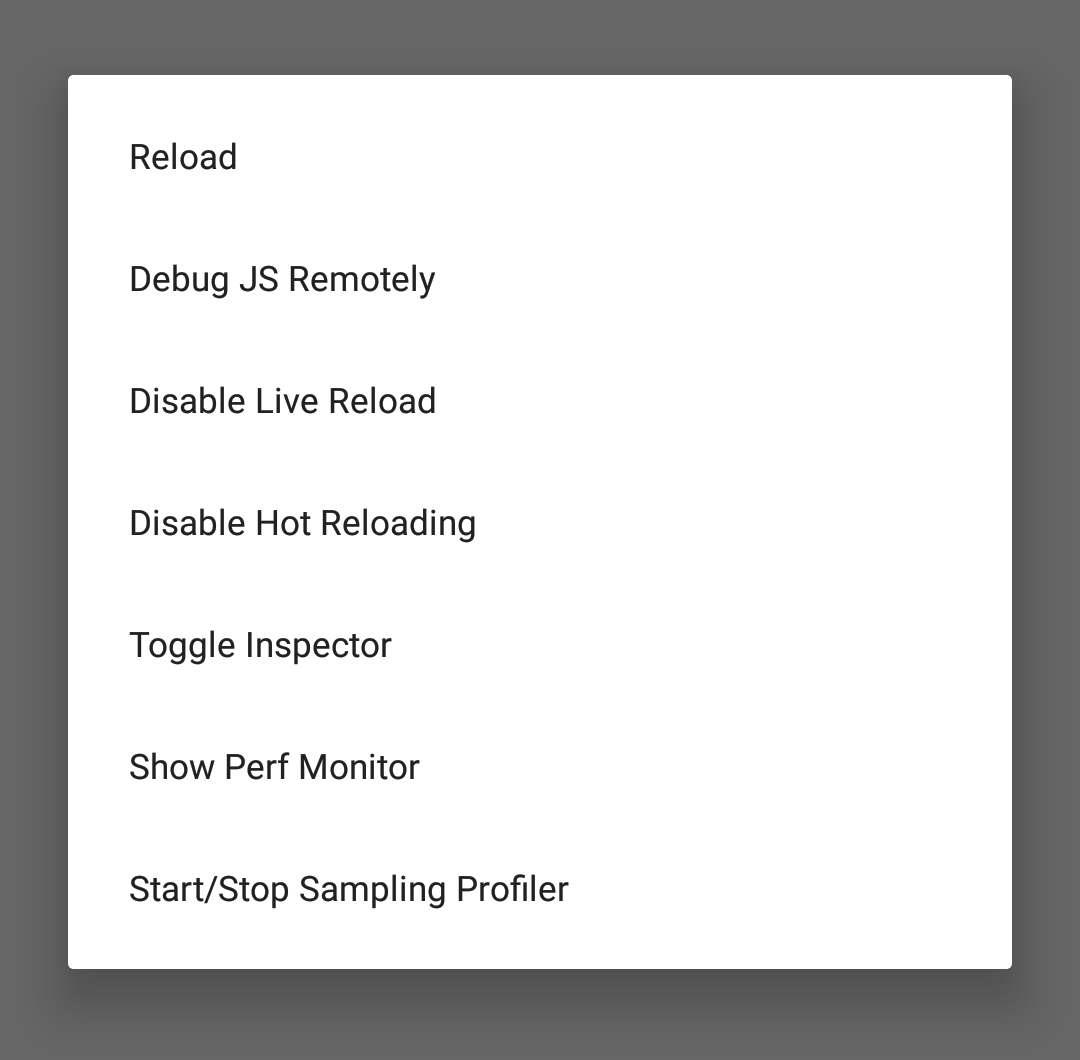 Reload
Debug JS Remotely
Disable Live Reload
Disable Hot Reloading
Toggle Inspector
Show Perf Monitor
Start/Stop Sampling Profiler